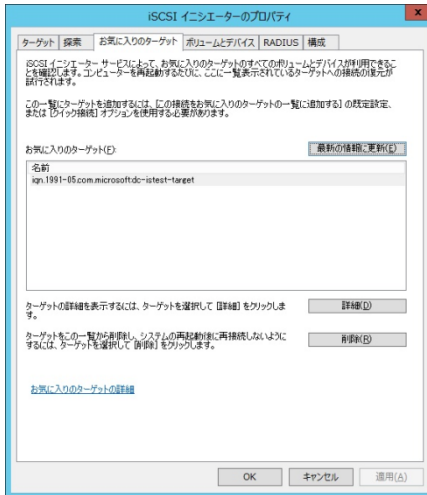 iSCSI イニシエーターのプロパティ
x
ターゲット 探索 お気に入りのターゲット ボリュームとデバイス RADIUS 構成
iSCSI イニシエーター サービスによって、お気に入りのターゲットのすべてのボリュームとデバイスが利用できるこ
とを確認します。コンピューターを再起動するたびに、ここに一覧表示されているターゲットへの接続の復元が
試行されます。
この一覧にターゲットを追加するには、[この接続をお気に入りのターゲットの一覧に追加する] の既定設定、
または [クイック接続] オプションを使用する必要があります。
お気に入りのターゲット(F):
最新の情報に更新(E)
名前
iqn.1991-05.com.microsoft:dc-istest-target
ターゲットの詳細を表示するには、ターゲットを選択して [詳細] をクリックしま
す。
詳細(D)
ターゲットをこの一覧から削除し、システムの再起動後に再接続しないように
するには、ターゲットを選択して [削除] をクリックします。
削除(R)
お気に入りのターゲットの詳細
OK キャンセル 適用(A)